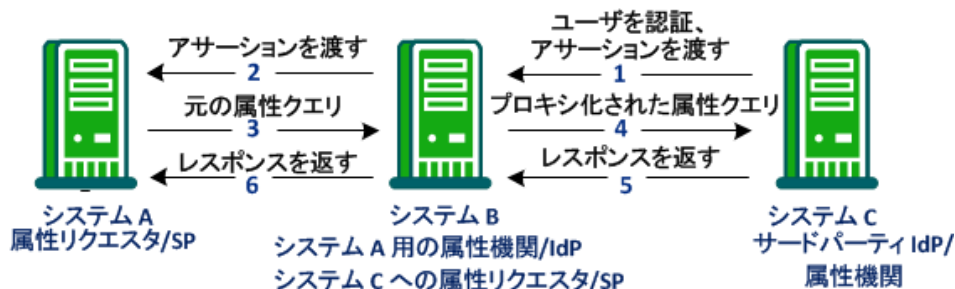 ユーザを認証、
アサーションを渡す
1
アサーションを渡す
2
元の属性クエリ
3
プロキシ化された属性クエリ
4
レスポンスを返す
5
レスポンスを返す
6
システム A
属性リクエスタ/SP
システム B
システム A 用の属性機関/IdP
システム C への属性リクエスタ/SP
システム C
サードパーティ IdP/
属性機関